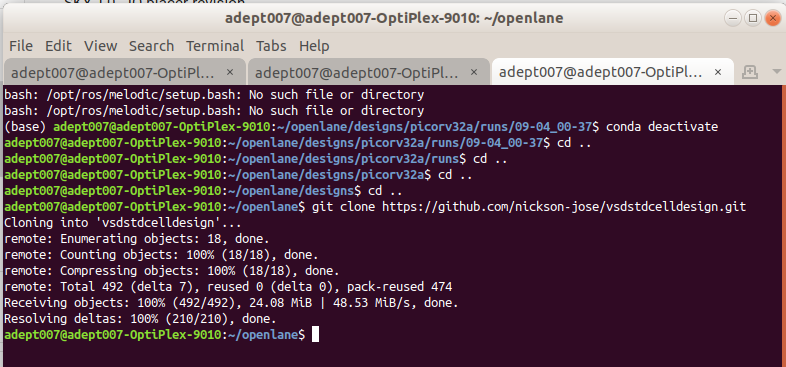 adept007@adept007-OptiPlex-9010: ~/openlane
File Edit View Search Terminal Tabs Help
adept007@adept007-OptiPl... × adept007@adept007-OptiPl... × adept007@adept007-OptiPl... ×
bash: /opt/ros/melodic/setup.bash: No such file or directory
bash: /opt/ros/melodic/setup.bash: No such file or directory
(base) adept007@adept007-OptiPlex-9010:~/openlane/designs/picorv32a/runs/09-04_00-37$ conda deactivate
adept007@adept007-OptiPlex-9010:~/openlane/designs/picorv32a/runs/09-04_00-37$ cd ..
adept007@adept007-OptiPlex-9010:~/openlane/designs/picorv32a/runs$ cd ..
adept007@adept007-OptiPlex-9010:~/openlane/designs/picorv32a$ cd ..
adept007@adept007-OptiPlex-9010:~/openlane/designs$ cd ..
adept007@adept007-OptiPlex-9010:~/openlane$ git clone https://github.com/nickson-jose/vsdstdcelldesign.git
Cloning into 'vsdstdcelldesign'...
remote: Enumerating objects: 18, done.
remote: Counting objects: 100% (18/18), done.
remote: Compressing objects: 100% (18/18), done.
remote: Total 492 (delta 7), reused 0 (delta 0), pack-reused 474
Receiving objects: 100% (492/492), 24.08 MiB | 48.53 MiB/s, done.
Resolving deltas: 100% (210/210), done.
adept007@adept007-OptiPlex-9010:~/openlane$